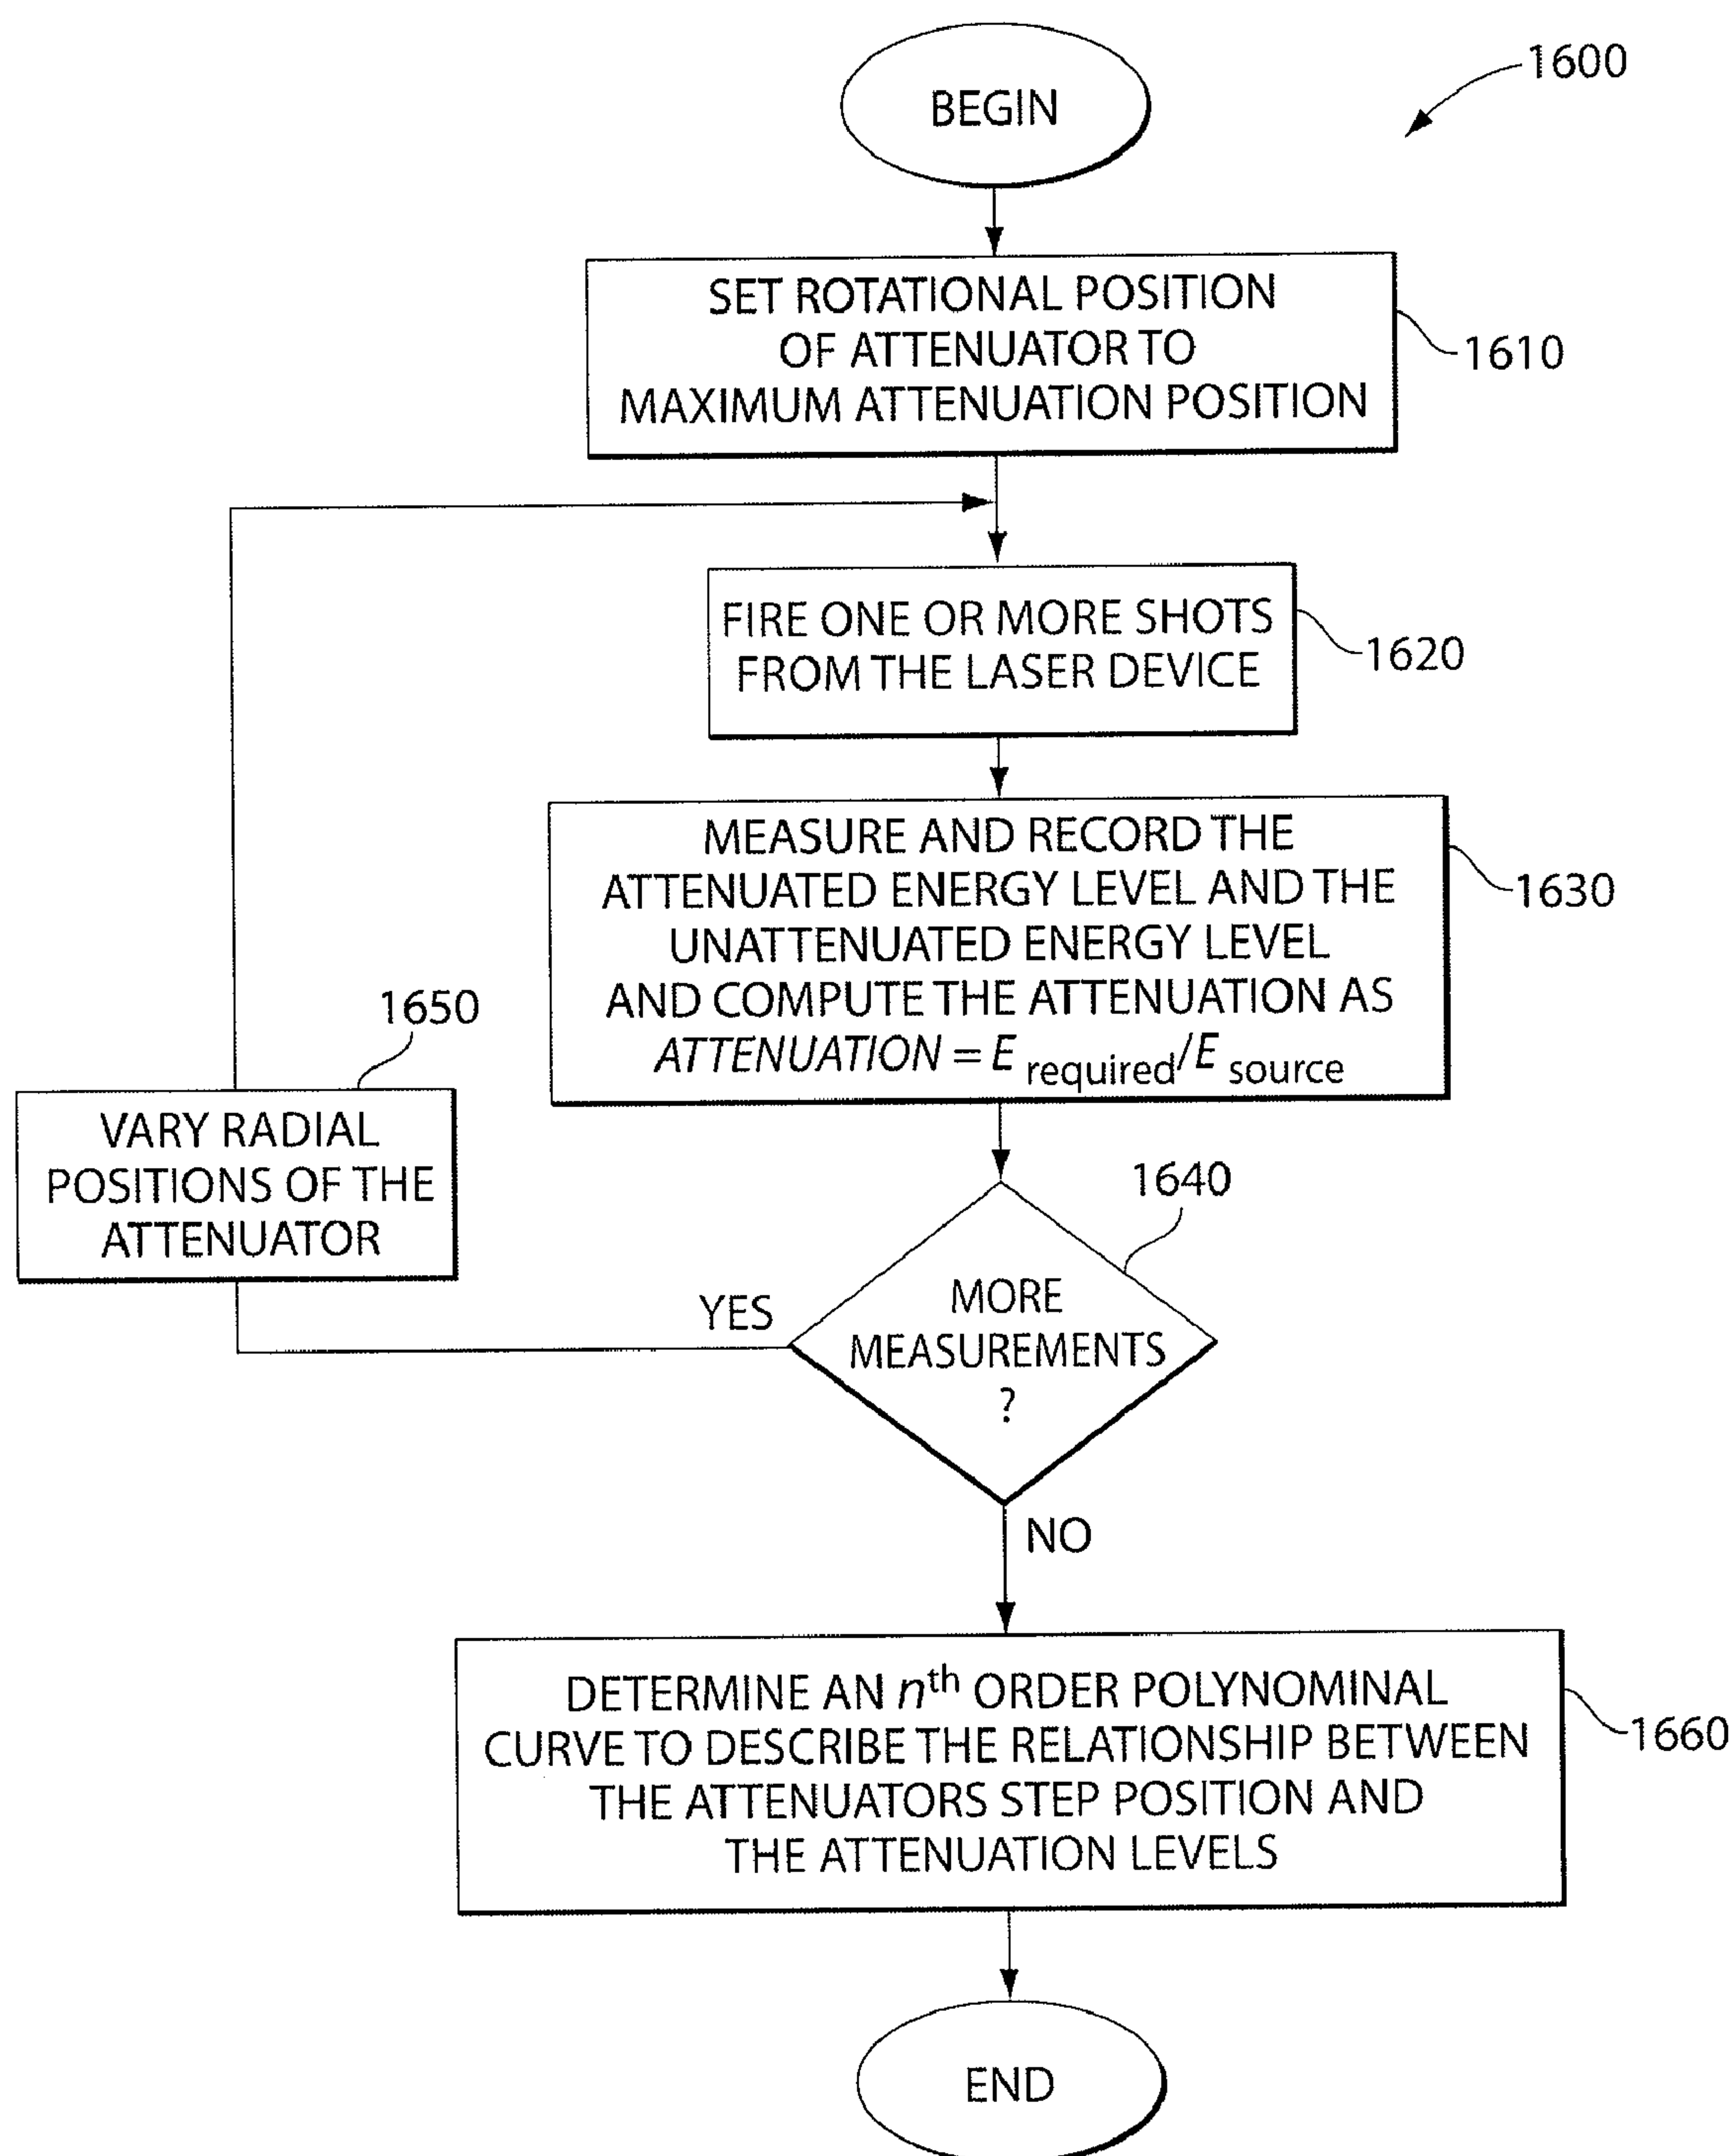 BEGIN
1600
SET ROTATIONAL POSITION
OF ATTENUATOR TO
MAXIMUM ATTENUATION POSITION
1610
FIRE ONE OR MORE SHOTS
FROM THE LASER DEVICE
1620
MEASURE AND RECORD THE
ATTENUATED ENERGY LEVEL AND THE
UNATTENUATED ENERGY LEVEL
AND COMPUTE THE ATTENUATION AS
ATTENUATION = E required/E source
1630
1650
VARY RADIAL
POSITIONS OF THE
ATTENUATOR
1640
MORE
MEASUREMENTS
?
YES
NO
DETERMINE AN nth ORDER POLYNOMINAL
CURVE TO DESCRIBE THE RELATIONSHIP BETWEEN
THE ATTENUATORS STEP POSITION AND
THE ATTENUATION LEVELS
1660
END